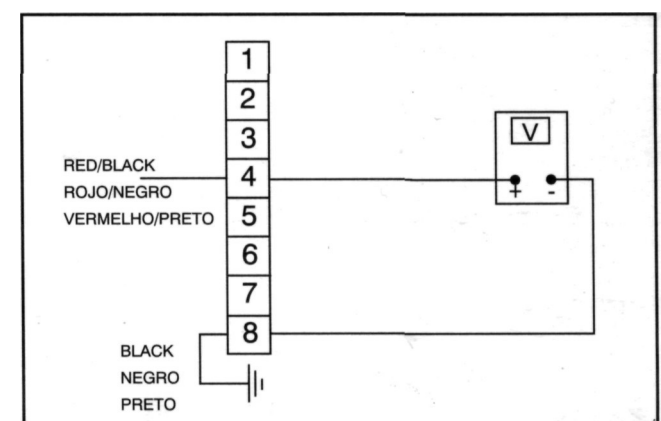 1
2
3
RED/BLACK
ROJO/NEGRO
VERMELHO/PRETO
4
5
6
7
8
BLACK
NEGRO
PRETO
V
+ -